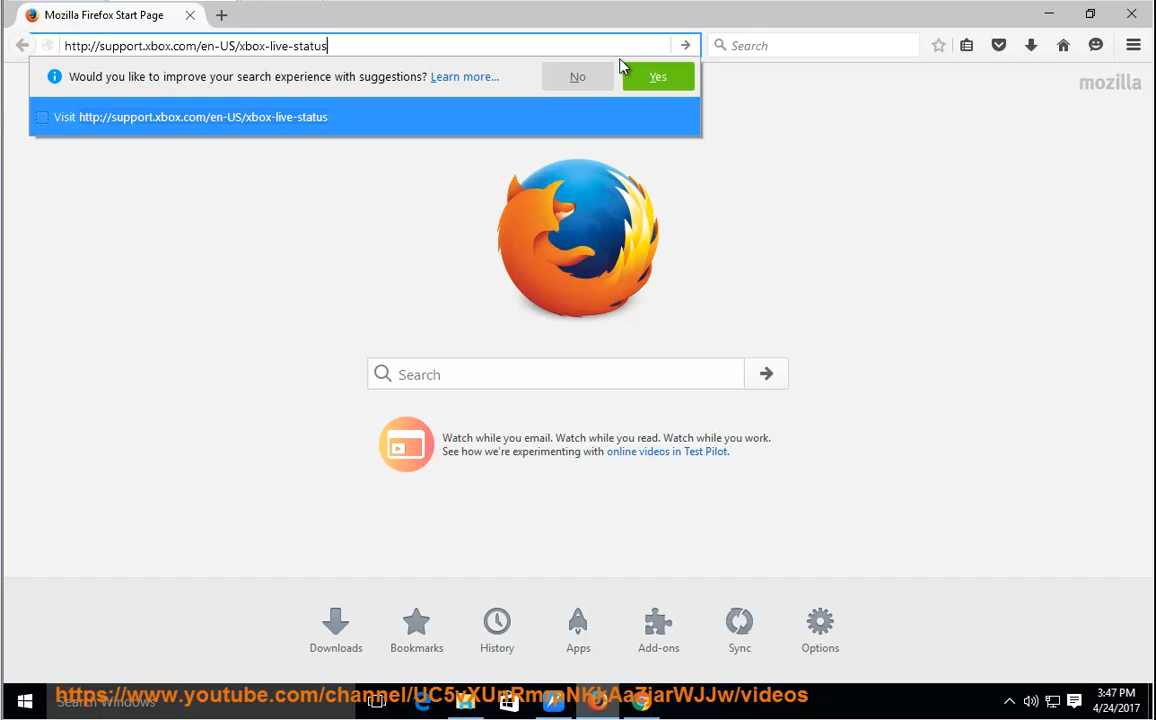 Mozilla Firefox Start Page
http://support.xbox.com/en-US/xbox-live-status
Search
Would you like to improve your search experience with suggestions? Learn more...
No
Yes
Visit http://support.xbox.com/en-US/xbox-live-status
mozilla
Search
Watch while you email. Watch while you read. Watch while you work.
See how we're experimenting with online videos in Test Pilot.
Downloads
Bookmarks
History
Apps
Add-ons
Sync
Options
Search Windows
3:47 PM
4/24/2017